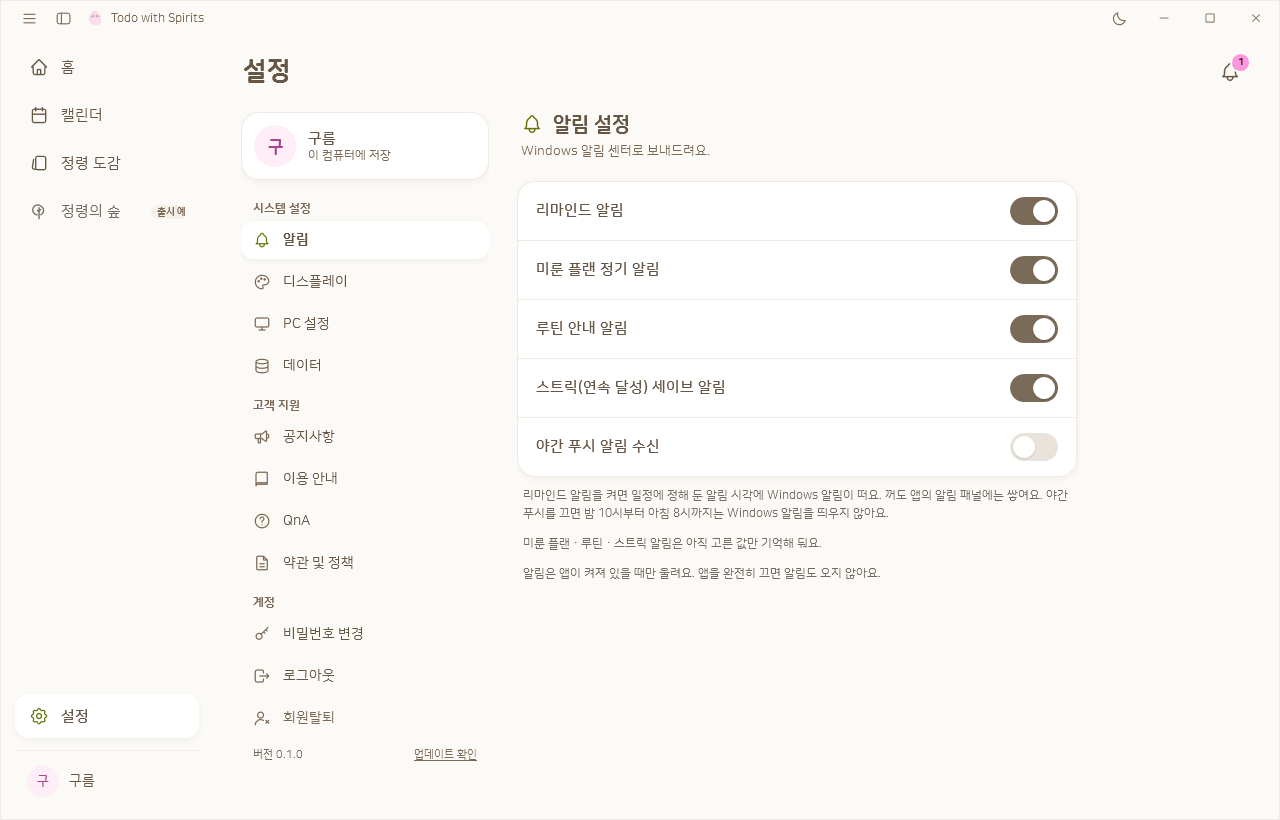 Todo with Spirits
홈
캘린더
정령 도감
정령의 숲
출시 예
설정
구
구름
설정
1
구
구름
이 컴퓨터에 저장
시스템 설정
알림
디스플레이
PC 설정
데이터
고객 지원
공지사항
이용 안내
QnA
약관 및 정책
계정
비밀번호 변경
로그아웃
회원탈퇴
버전 0.1.0
업데이트 확인
알림 설정
Windows 알림 센터로 보내드려요.
리마인드 알림
미룬 플랜 정기 알림
루틴 안내 알림
스트릭(연속 달성) 세이브 알림
야간 푸시 알림 수신
리마인드 알림을 켜면 일정에 정해 둔 알림 시각에 Windows 알림이 떠요. 꺼도 앱의 알림 패널에는 쌓여요. 야간
푸시를 끄면 밤 10시부터 아침 8시까지는 Windows 알림을 띄우지 않아요.
미룬 플랜 · 루틴 · 스트릭 알림은 아직 고른 값만 기억해 둬요.
알림은 앱이 켜져 있을 때만 울려요. 앱을 완전히 끄면 알림도 오지 않아요.